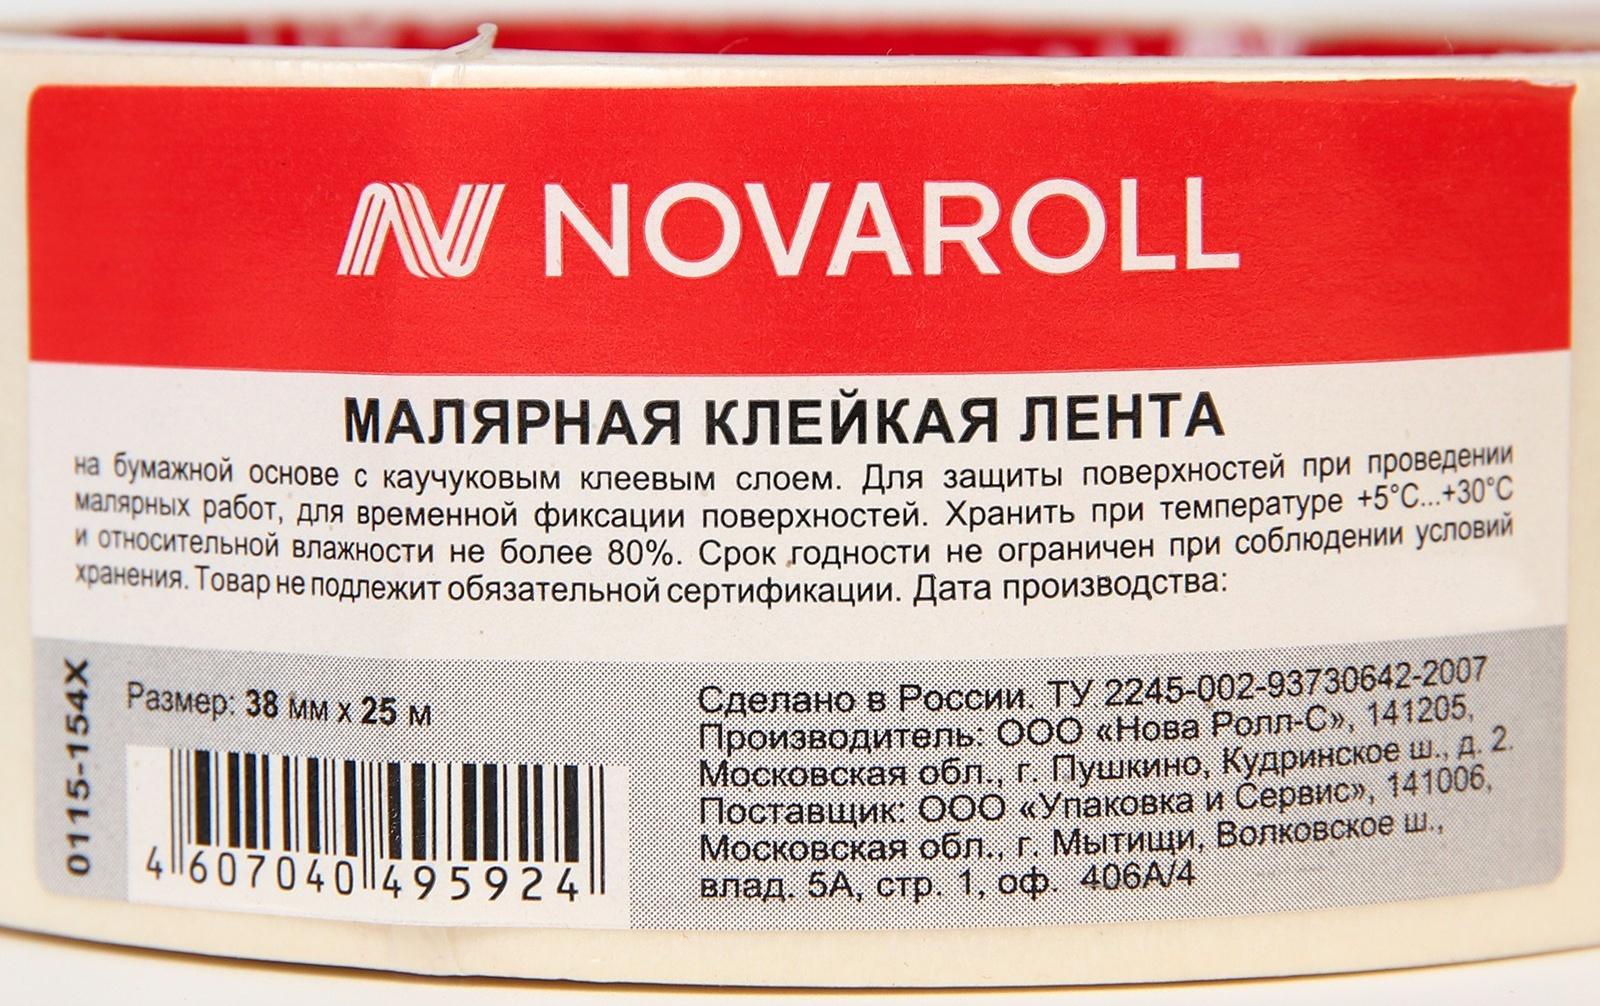 NOVAROLL
МАЛЯРНАЯ КЛЕЙКАЯ ЛЕНТА
на бумажной основе с каучуковым клеевым слоем. Для защиты поверхностей при проведении
малярных работ, для временной фиксации поверхностей. Хранить при температуре +5°C...+30°C
и относительной влажности не более 80%. Срок годности не ограничен при соблюдении условий
хранения. Товар не подлежит обязательной сертификации. Дата производства:
0115-154X
Размер: 38 мм х 25 м
4 607040 495924
Сделано в России. ТУ 2245-002-93730642-2007
Производитель: ООО «Нова Ролл-С», 141205,
Московская обл., г. Пушкино, Кудринское ш., д. 2.
Поставщик: ООО «Упаковка и Сервис», 141006,
Московская обл., г. Мытищи, Волковское ш.,
влад. 5А, стр. 1, оф. 406А/4